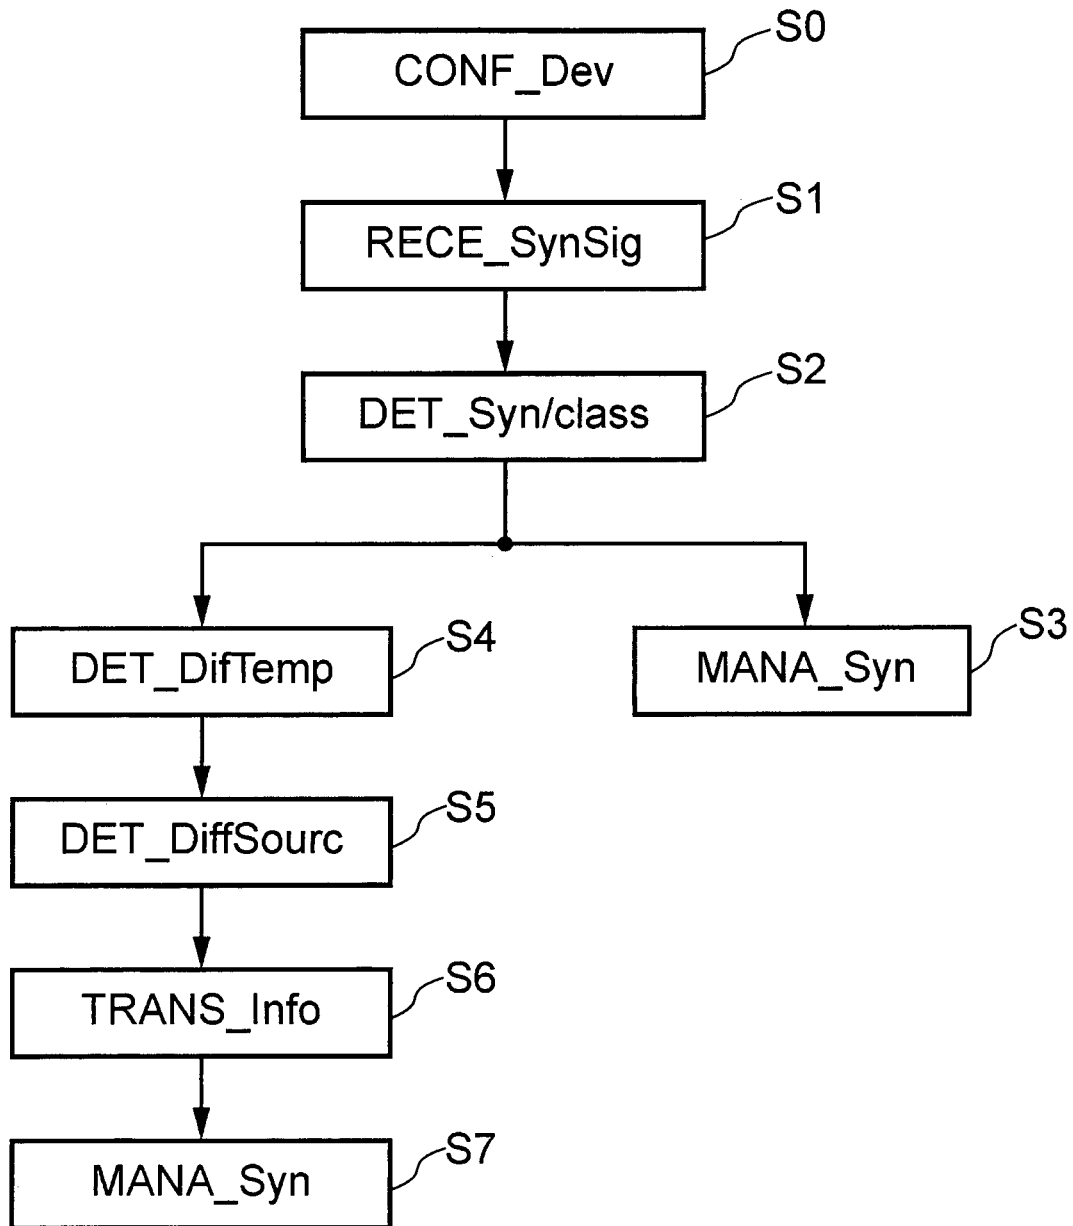 S0
CONF_Dev
S1
RECE_SynSig
S2
DET_Syn/class
S4
DET_DifTemp
S3
MANA_Syn
S5
DET_DiffSourc
S6
TRANS_Info
S7
MANA_Syn